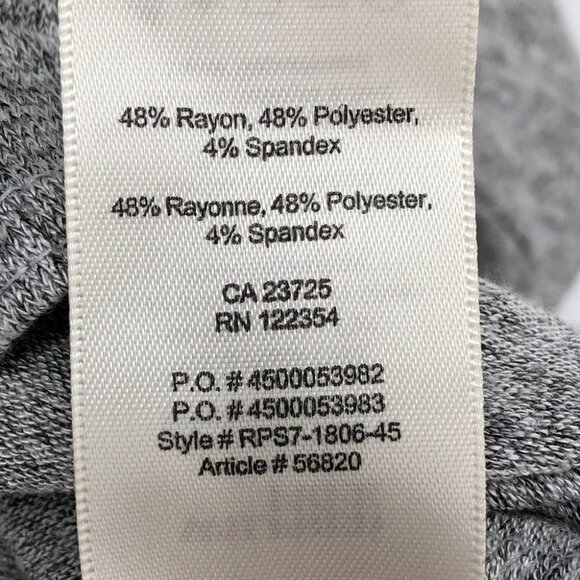 48% Rayon, 48% Polyester,
4% Spandex
48% Rayonne, 48% Polyester,
4% Spandex
CA 23725
RN 122354
P.O. # 4500053982
P.O. # 4500053983
Style # RPS7-1806-45
Article # 56820